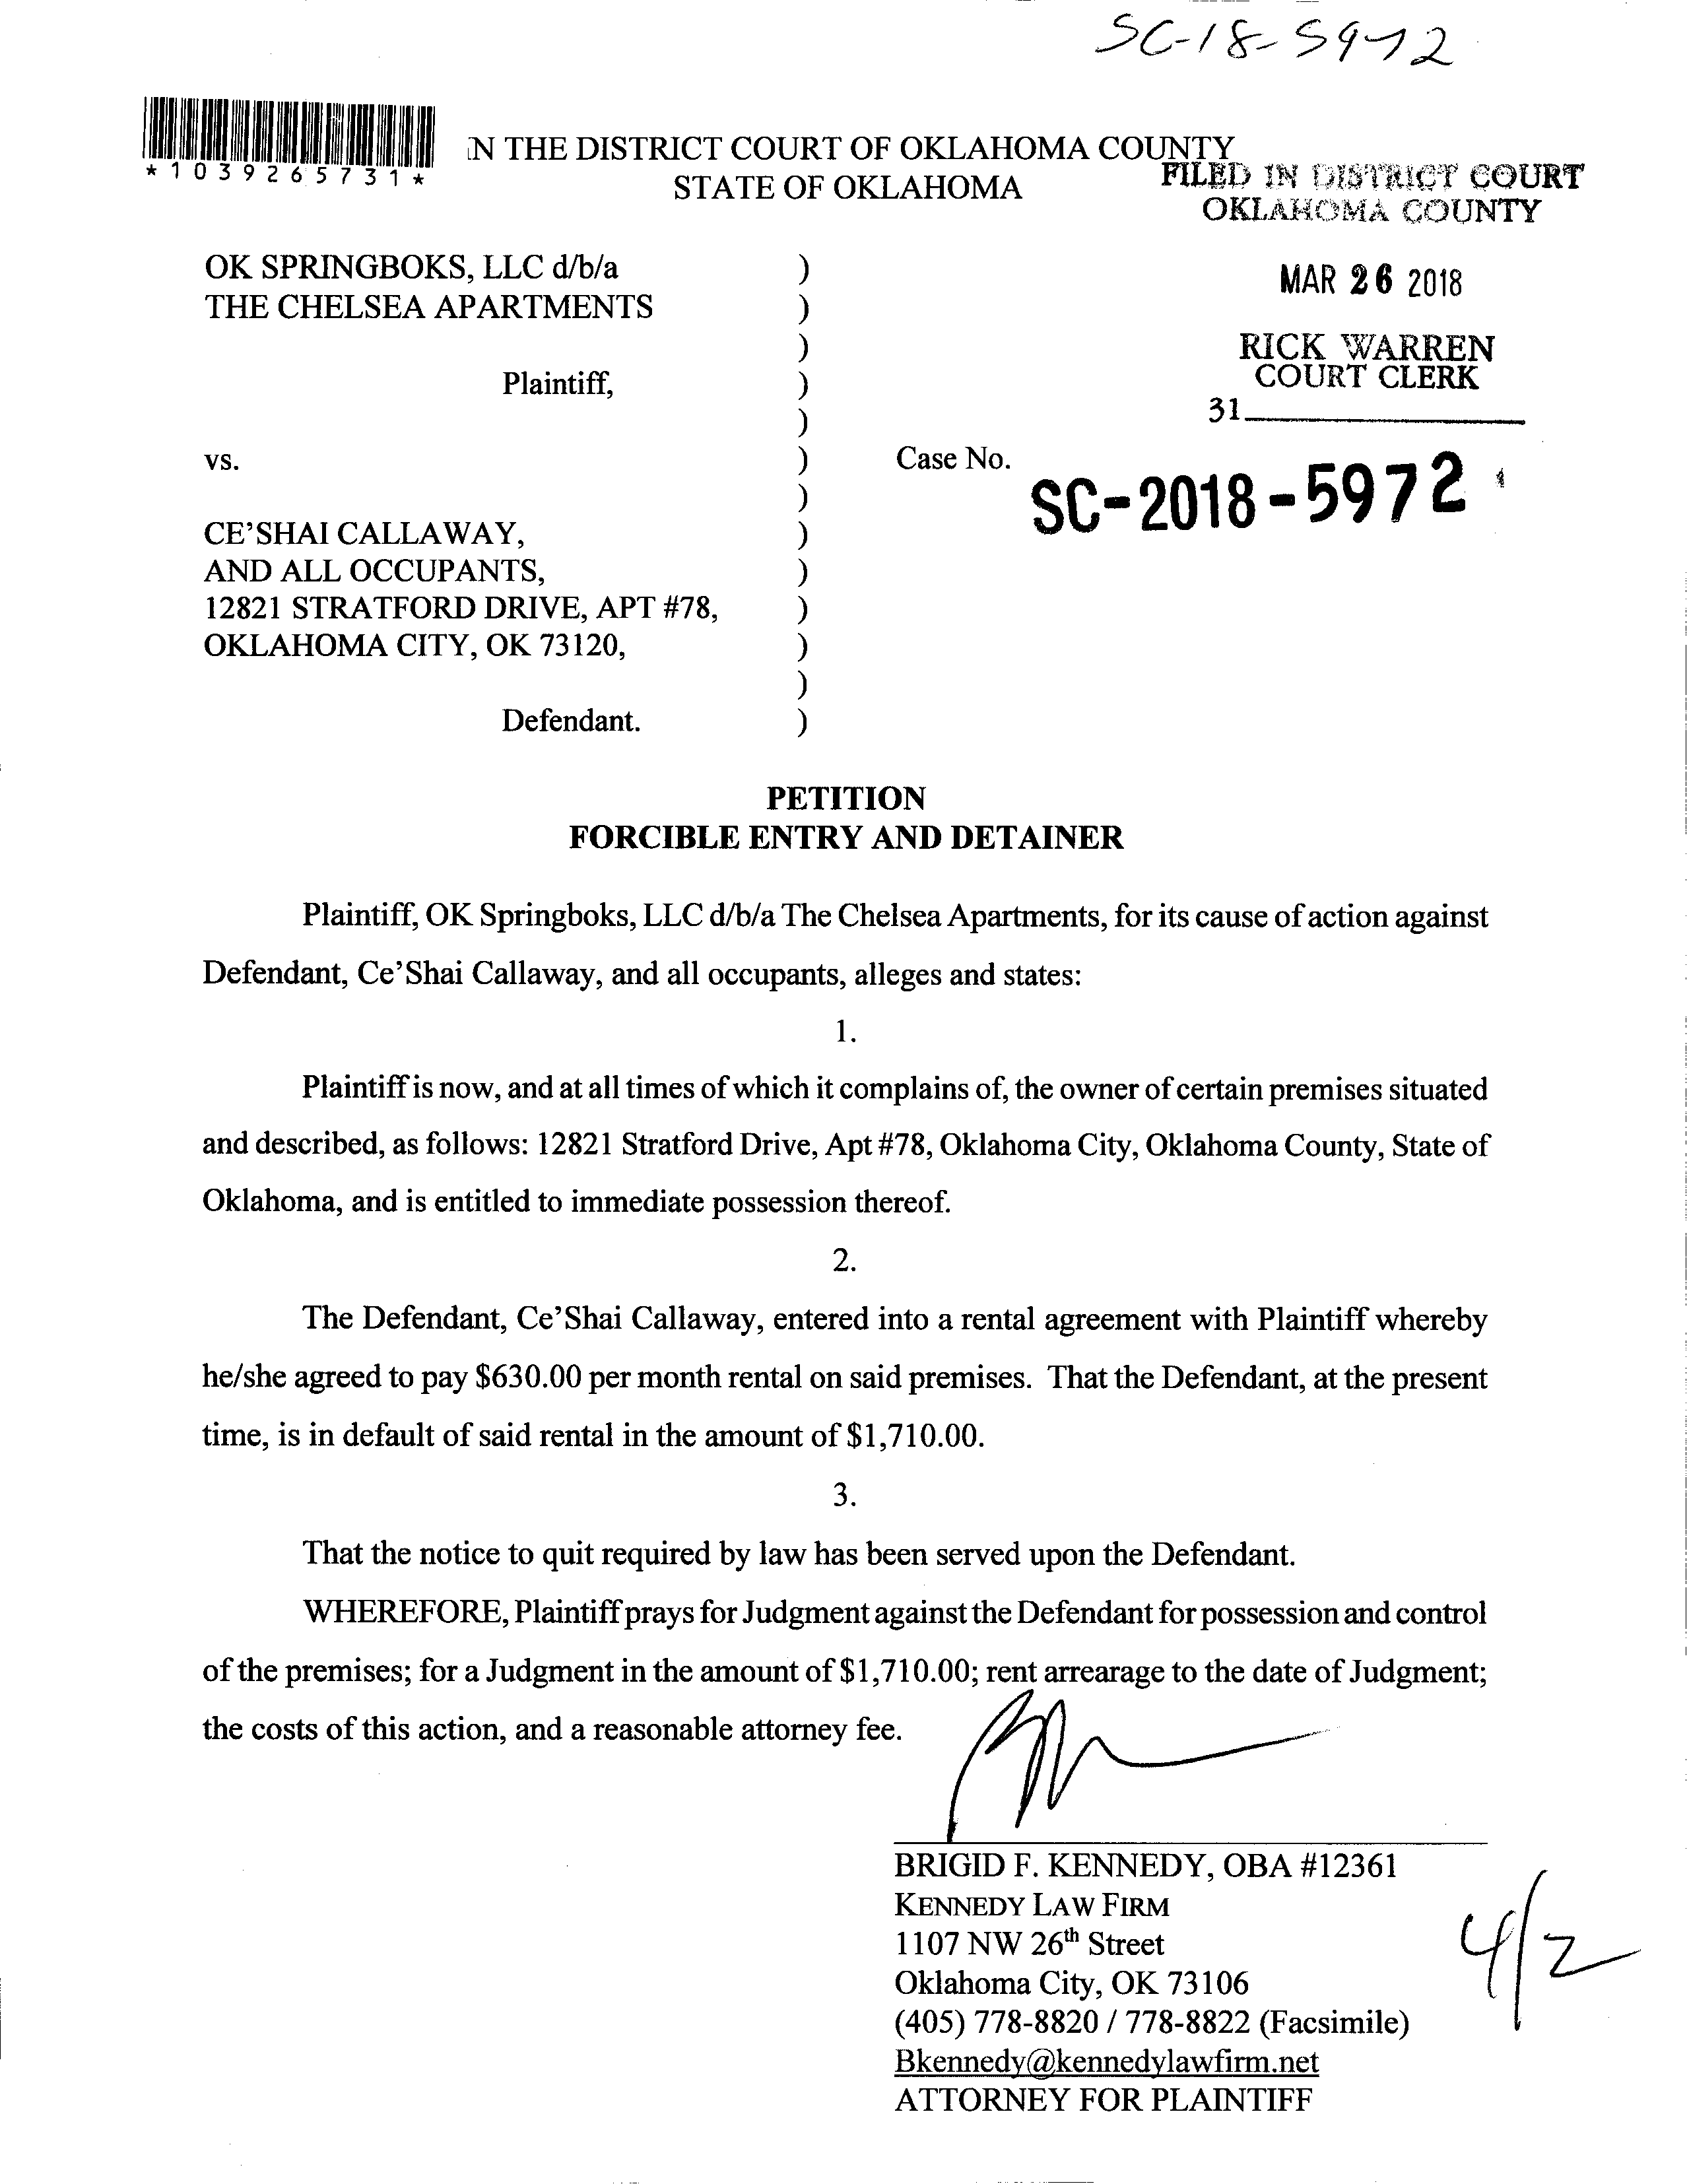 SC-18-5972
*1039265731*
IN THE DISTRICT COURT OF OKLAHOMA COUNTY
STATE OF OKLAHOMA
FILED IN DISTRICT COURT
OKLAHOMA COUNTY
MAR 26 2018
RICK WARREN
COURT CLERK
31
OK SPRINGBOKS, LLC d/b/a )
THE CHELSEA APARTMENTS )
)
Plaintiff, )
)
vs. ) Case No. SC-2018-5972
)
CE'SHAI CALLAWAY, )
AND ALL OCCUPANTS, )
12821 STRATFORD DRIVE, APT #78, )
OKLAHOMA CITY, OK 73120, )
)
Defendant. )
PETITION
FORCIBLE ENTRY AND DETAINER
Plaintiff, OK Springboks, LLC d/b/a The Chelsea Apartments, for its cause of action against
Defendant, Ce'Shai Callaway, and all occupants, alleges and states:
1.
Plaintiff is now, and at all times of which it complains of, the owner of certain premises situated
and described, as follows: 12821 Stratford Drive, Apt #78, Oklahoma City, Oklahoma County, State of
Oklahoma, and is entitled to immediate possession thereof.
2.
The Defendant, Ce'Shai Callaway, entered into a rental agreement with Plaintiff whereby
he/she agreed to pay $630.00 per month rental on said premises. That the Defendant, at the present
time, is in default of said rental in the amount of $1,710.00.
3.
That the notice to quit required by law has been served upon the Defendant.
WHEREFORE, Plaintiff prays for Judgment against the Defendant for possession and control
of the premises; for a Judgment in the amount of $1,710.00; rent arrearage to the date of Judgment;
the costs of this action, and a reasonable attorney fee.
BRIGID F. KENNEDY, OBA #12361
KENNEDY LAW FIRM
1107 NW 26th Street
Oklahoma City, OK 73106
(405) 778-8820 / 778-8822 (Facsimile)
Bkennedy@kennedylawfirm.net
ATTORNEY FOR PLAINTIFF
4/2